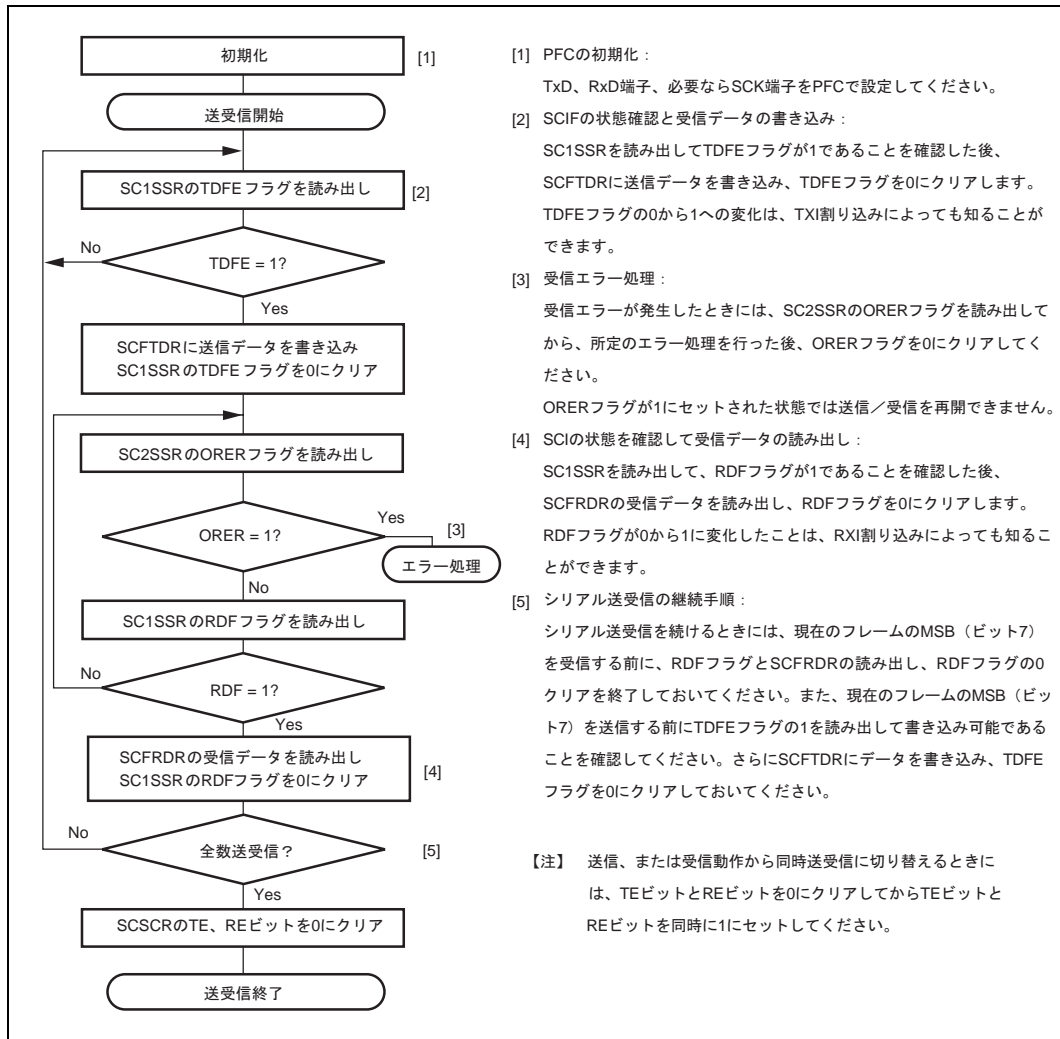 初期化
[1]
送受信開始
SC1SSRのTDFEフラグを読み出し
[2]
No
TDFE = 1?
Yes
SCFTDRに送信データを書き込み
SC1SSRのTDFEフラグを0にクリア
SC2SSRのORERフラグを読み出し
ORER = 1?
Yes
[3]
エラー処理
No
SC1SSRのRDFフラグを読み出し
No
RDF = 1?
Yes
SCFRDRの受信データを読み出し
SC1SSRのRDFフラグを0にクリア
[4]
No
全数送受信？
[5]
Yes
SCSCRのTE、REビットを0にクリア
送受信終了
[1] PFCの初期化：
TxD、RxD端子、必要ならSCK端子をPFCで設定してください。
[2] SCIFの状態確認と受信データの書き込み：
SC1SSRを読み出してTDFEフラグが1であることを確認した後、
SCFTDRに送信データを書き込み、TDFEフラグを0にクリアします。
TDFEフラグの0から1への変化は、TXI割り込みによっても知ることが
できます。
[3] 受信エラー処理：
受信エラーが発生したときには、SC2SSRのORERフラグを読み出して
から、所定のエラー処理を行った後、ORERフラグを0にクリアしてく
ださい。
ORERフラグが1にセットされた状態では送信／受信を再開できません。
[4] SCIの状態を確認して受信データの読み出し：
SC1SSRを読み出して、RDFフラグが1であることを確認した後、
SCFRDRの受信データを読み出し、RDFフラグを0にクリアします。
RDFフラグが0から1に変化したことは、RXI割り込みによっても知るこ
とができます。
[5] シリアル送受信の継続手順：
シリアル送受信を続けるときには、現在のフレームのMSB（ビット7）
を受信する前に、RDFフラグとSCFRDRの読み出し、RDFフラグの0
クリアを終了しておいてください。また、現在のフレームのMSB（ビッ
ト7）を送信する前にTDFEフラグの1を読み出して書き込み可能である
ことを確認してください。さらにSCFTDRにデータを書き込み、TDFE
フラグを0にクリアしておいてください。
【注】 送信、または受信動作から同時送受信に切り替えるときに
は、TEビットとREビットを0にクリアしてからTEビットと
REビットを同時に1にセットしてください。